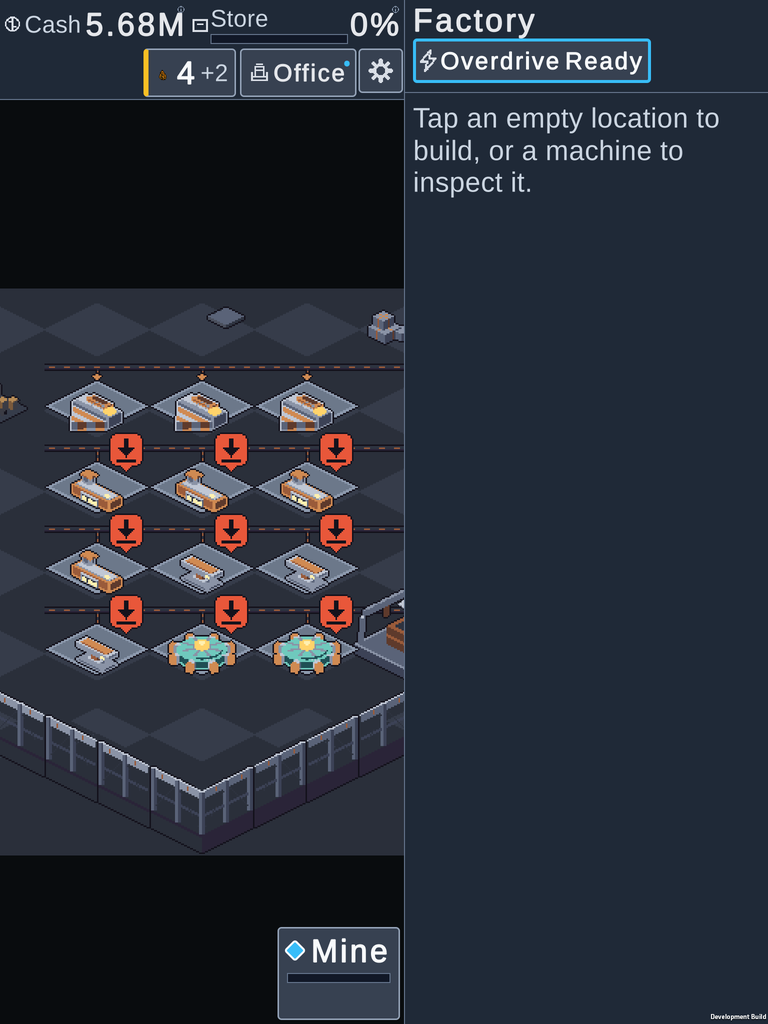 Cash 5.68M Store 0%
4 +2 Office
Factory
Overdrive Ready
Tap an empty location to
build, or a machine to
inspect it.
Mine
Development Build